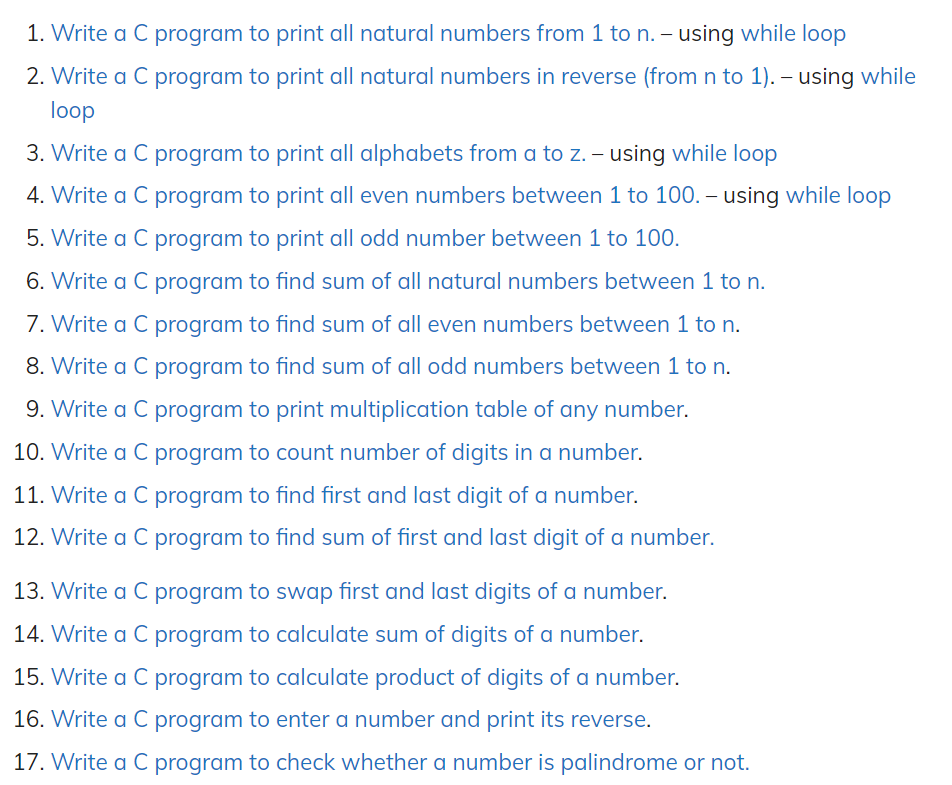 1. Write a C program to print all natural numbers from 1 to n. – using while loop
2. Write a C program to print all natural numbers in reverse (from n to 1). – using while
loop
3. Write a C program to print all alphabets from a to z. – using while loop
4. Write a C program to print all even numbers between 1 to 100. – using while loop
5. Write a C program to print all odd number between 1 to 100.
6. Write a C program to find sum of all natural numbers between 1 to n.
7. Write a C program to find sum of all even numbers between 1 to n.
8. Write a C program to find sum of all odd numbers between 1 to n.
9. Write a C program to print multiplication table of any number.
10. Write a C program to count number of digits in a number.
11. Write a C program to find first and last digit of a number.
12. Write a C program to find sum of first and last digit of a number.
13. Write a C program to swap first and last digits of a number.
14. Write a C program to calculate sum of digits of a number.
15. Write a C program to calculate product of digits of a number.
16. Write a C program to enter a number and print its reverse.
17. Write a C program to check whether a number is palindrome or not.